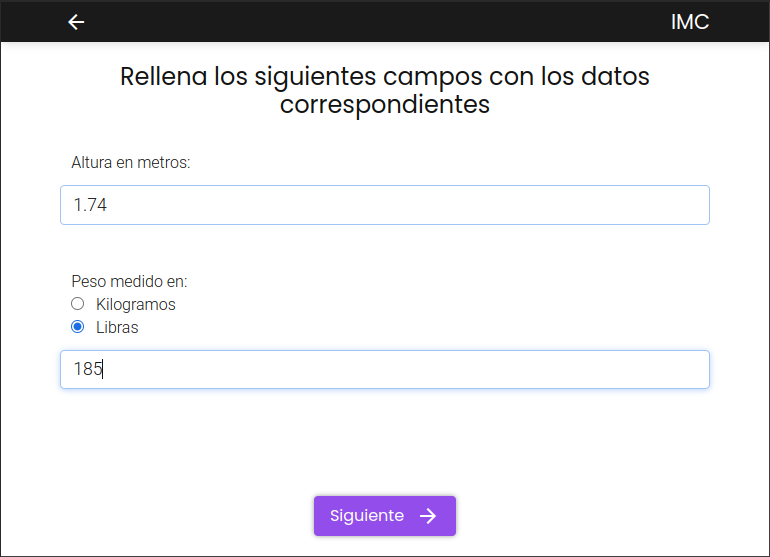 IMC
Rellena los siguientes campos con los datos
correspondientes
Altura en metros:
1.74
Peso medido en:
Kilogramos
Libras
185
Siguiente